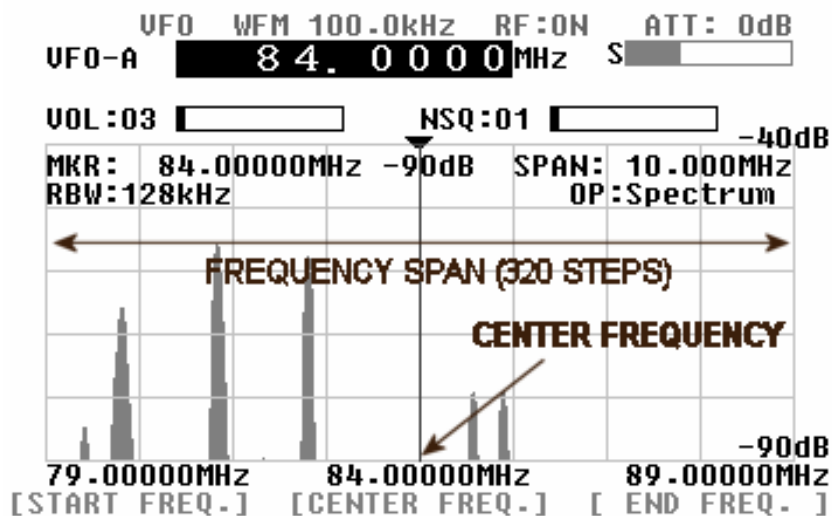 VFO WFM 100.0kHz RF:ON ATT: 0dB
VFO-A 84.0000MHz S
VOL:03 NSQ:01
-40dB
MKR: 84.00000MHz -90dB SPAN: 10.000MHz
RBW:128kHz OP:Spectrum
FREQUENCY SPAN (320 STEPS)
CENTER FREQUENCY
-90dB
79.00000MHz 84.00000MHz 89.00000MHz
[START FREQ.] [CENTER FREQ.] [ END FREQ. ]